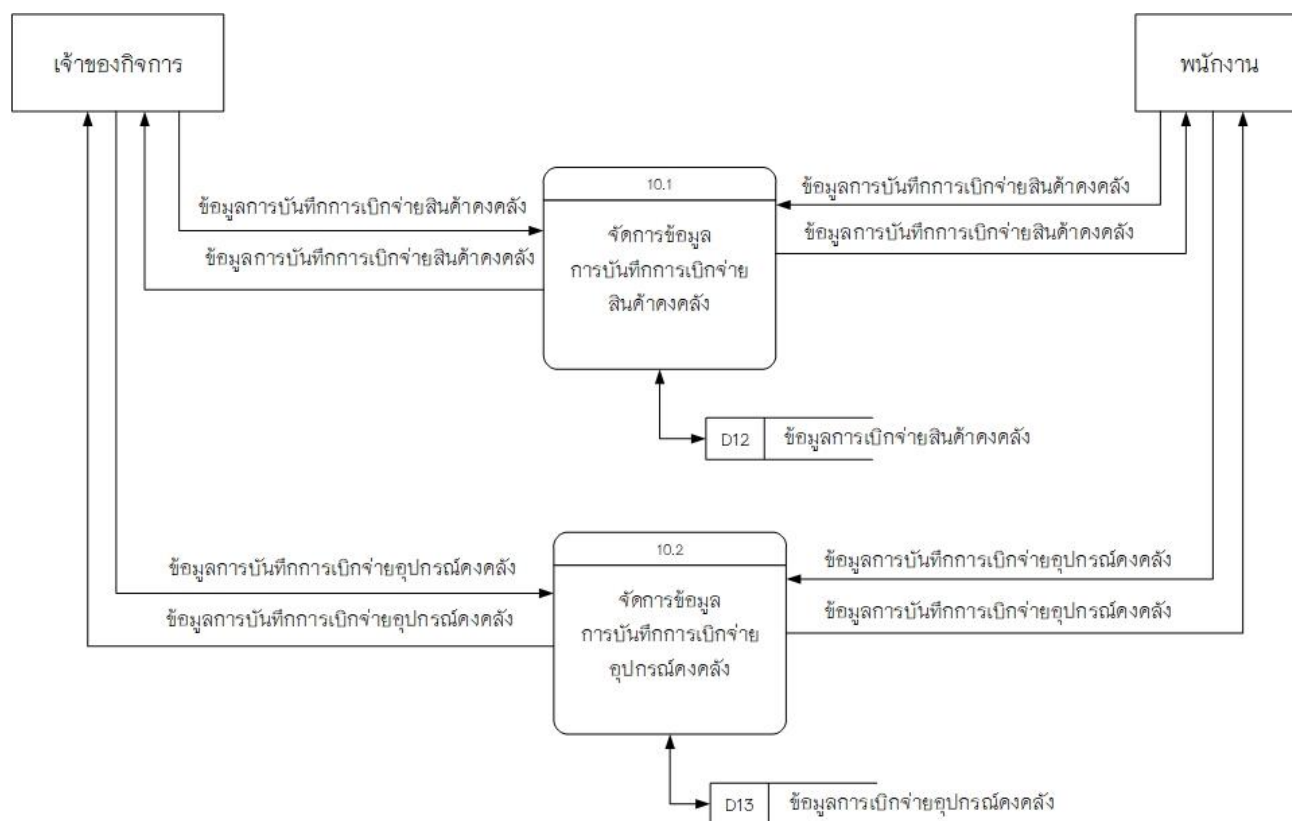 เจ้าของกิจการ
พนักงาน
10.1
จัดการข้อมูล
การบันทึกการเบิกจ่าย
สินค้าคงคลัง
ข้อมูลการบันทึกการเบิกจ่ายสินค้าคงคลัง
ข้อมูลการบันทึกการเบิกจ่ายสินค้าคงคลัง
ข้อมูลการบันทึกการเบิกจ่ายสินค้าคงคลัง
ข้อมูลการบันทึกการเบิกจ่ายสินค้าคงคลัง
D12 ข้อมูลการเบิกจ่ายสินค้าคงคลัง
10.2
จัดการข้อมูล
การบันทึกการเบิกจ่าย
อุปกรณ์คงคลัง
ข้อมูลการบันทึกการเบิกจ่ายอุปกรณ์คงคลัง
ข้อมูลการบันทึกการเบิกจ่ายอุปกรณ์คงคลัง
ข้อมูลการบันทึกการเบิกจ่ายอุปกรณ์คงคลัง
ข้อมูลการบันทึกการเบิกจ่ายอุปกรณ์คงคลัง
D13 ข้อมูลการเบิกจ่ายอุปกรณ์คงคลัง